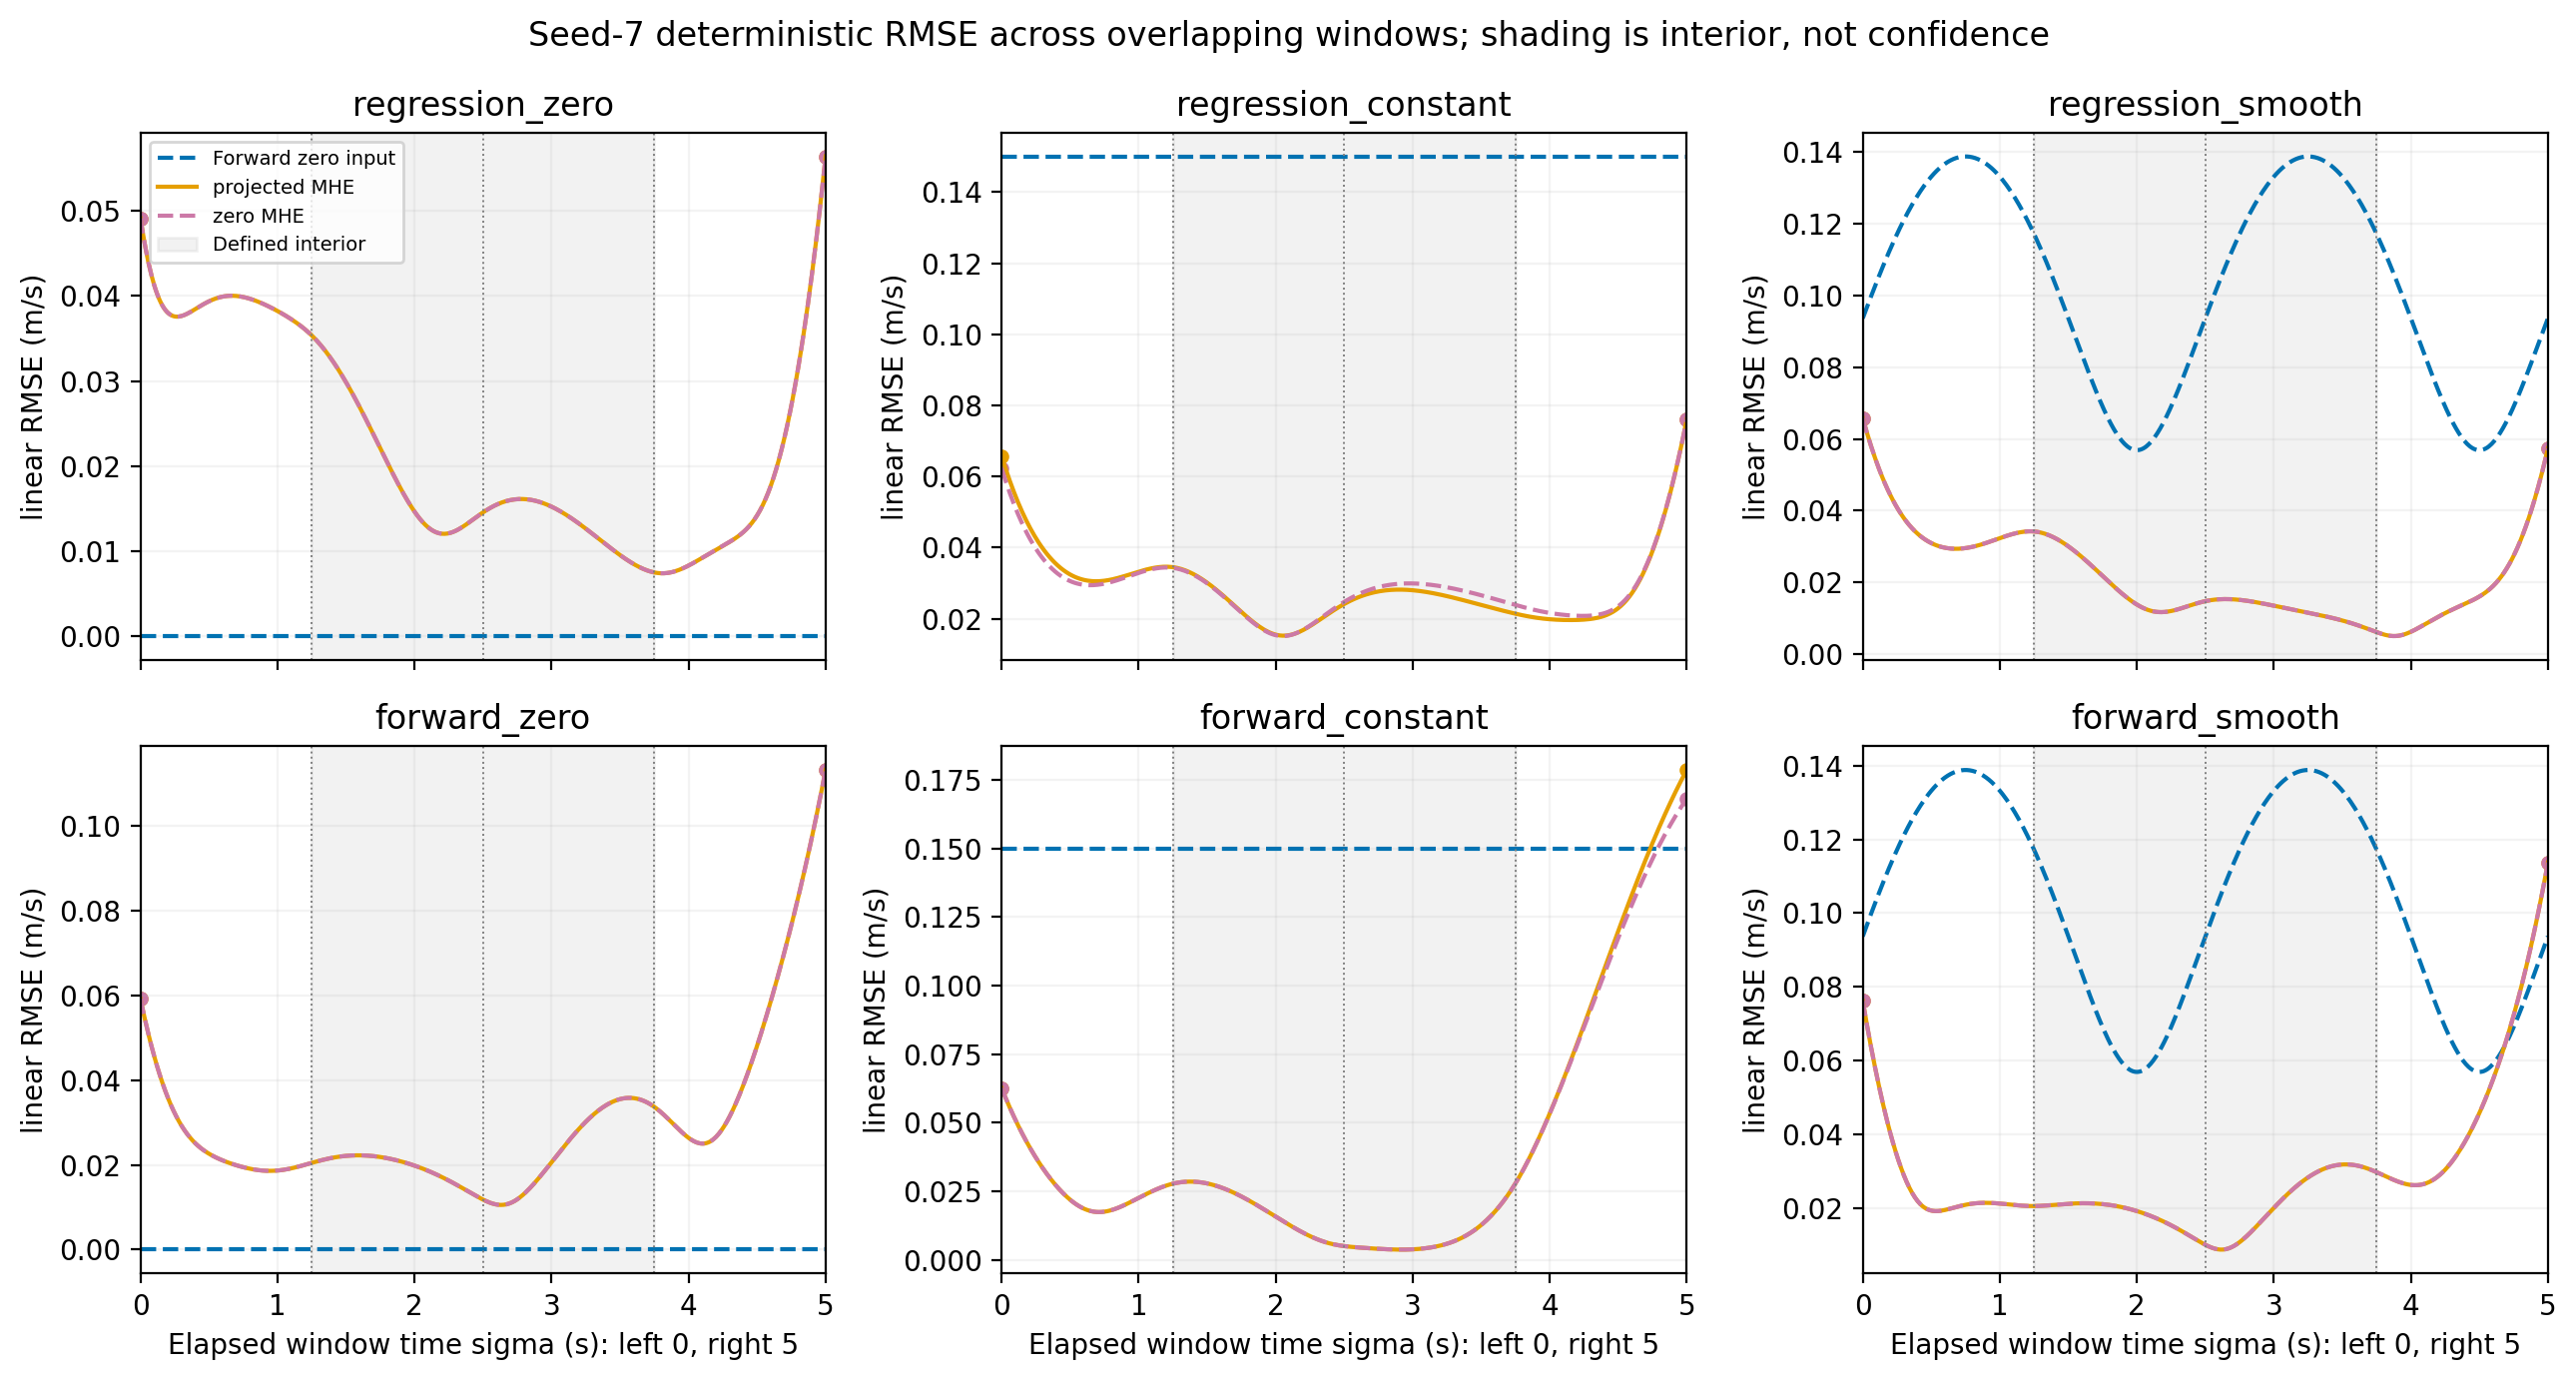 Seed-7 deterministic RMSE across overlapping windows; shading is interior, not confidence
regression_zero
Forward zero input
projected MHE
zero MHE
Defined interior
linear RMSE (m/s)
0.05
0.04
0.03
0.02
0.01
0.00
regression_constant
linear RMSE (m/s)
0.14
0.12
0.10
0.08
0.06
0.04
0.02
regression_smooth
linear RMSE (m/s)
0.14
0.12
0.10
0.08
0.06
0.04
0.02
0.00
forward_zero
linear RMSE (m/s)
0.10
0.08
0.06
0.04
0.02
0.00
0 1 2 3 4 5
Elapsed window time sigma (s): left 0, right 5
forward_constant
linear RMSE (m/s)
0.175
0.150
0.125
0.100
0.075
0.050
0.025
0.000
0 1 2 3 4 5
Elapsed window time sigma (s): left 0, right 5
forward_smooth
linear RMSE (m/s)
0.14
0.12
0.10
0.08
0.06
0.04
0.02
0 1 2 3 4 5
Elapsed window time sigma (s): left 0, right 5